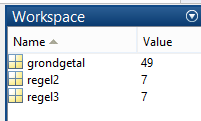 Workspace
Name Value
grondgetal 49
regel2 7
regel3 7